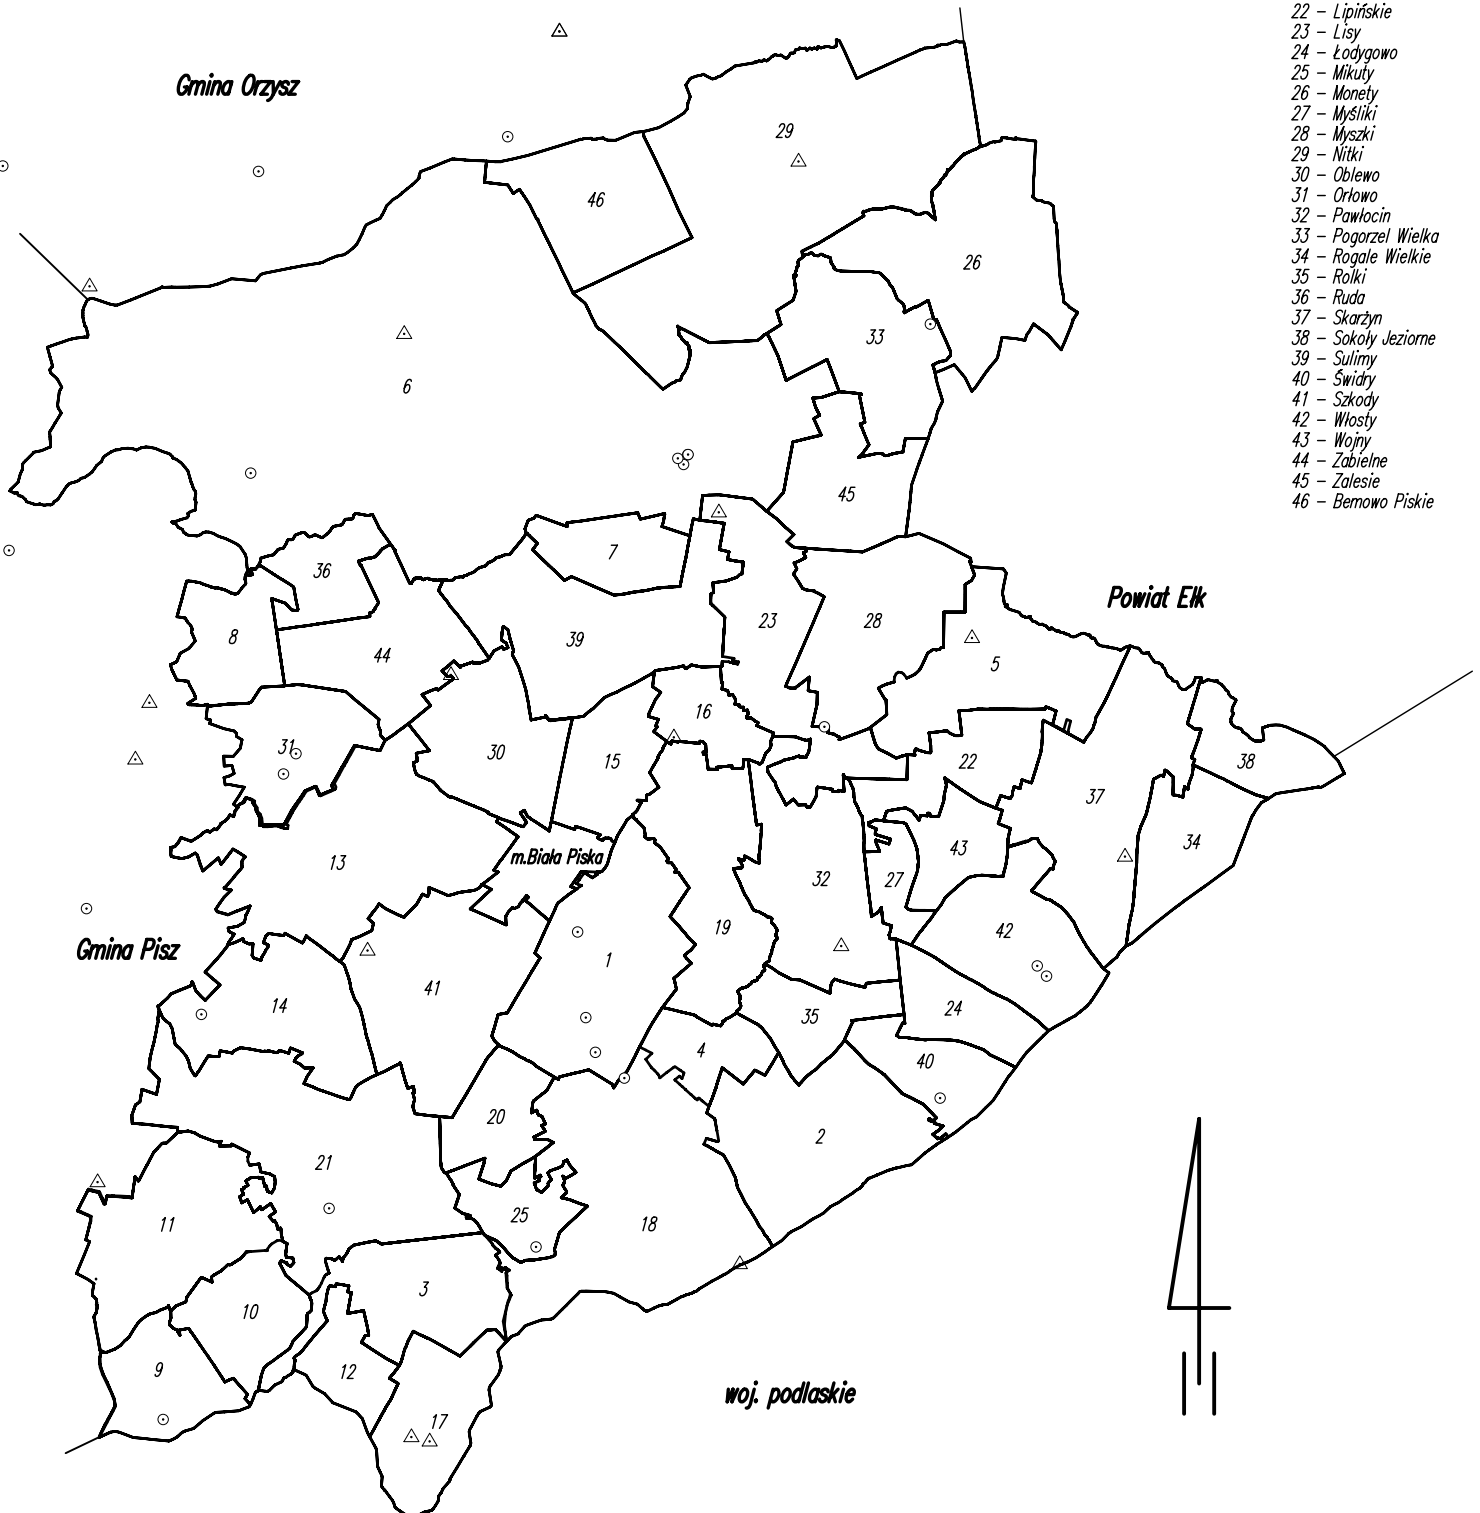 22 - Lipińskie
23 - Lisy
24 - Łodygowo
25 - Mikuty
26 - Monety
27 - Myśliki
28 - Myszki
29 - Nitki
30 - Oblewo
31 - Orłowo
32 - Pawłocin
33 - Pogorzel Wielka
34 - Rogale Wielkie
35 - Rolki
36 - Ruda
37 - Skarżyn
38 - Sokoły Jeziorne
39 - Sulimy
40 - Świdry
41 - Szkody
42 - Włosty
43 - Wojny
44 - Zabielne
45 - Zalesie
46 - Bemowo Piskie
Gmina Orzysz
29
46
26
33
6
45
7
36
Powiat Ełk
23
28
8
39
44
5
16
31
30
15
22
38
37
34
43
m.Biała Piska
13
32
27
19
42
Gmina Pisz
1
41
14
24
35
4
40
20
2
21
25
18
11
3
10
9
12
woj. podlaskie
17